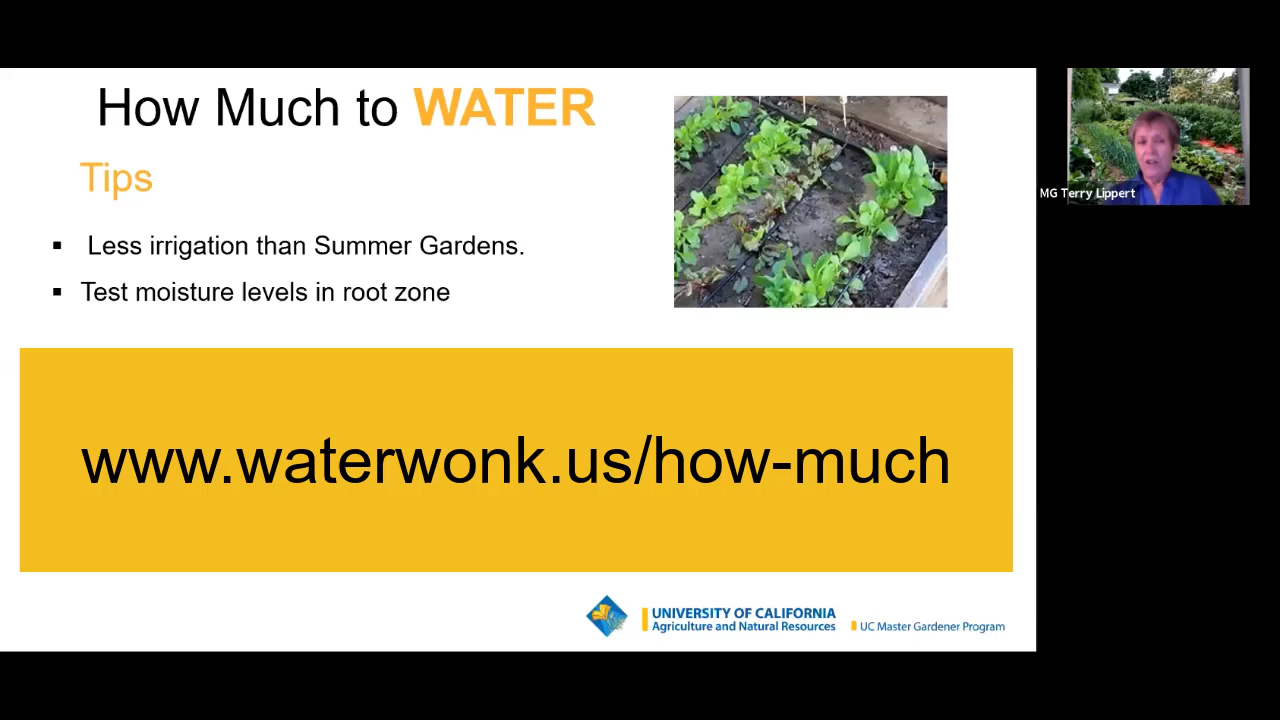 How Much to WATER
Tips
▪ Less irrigation than Summer Gardens.
▪ Test moisture levels in root zone
www.waterwonk.us/how-much
UNIVERSITY OF CALIFORNIA
Agriculture and Natural Resources
UC Master Gardener Program
MG Terry Lippert